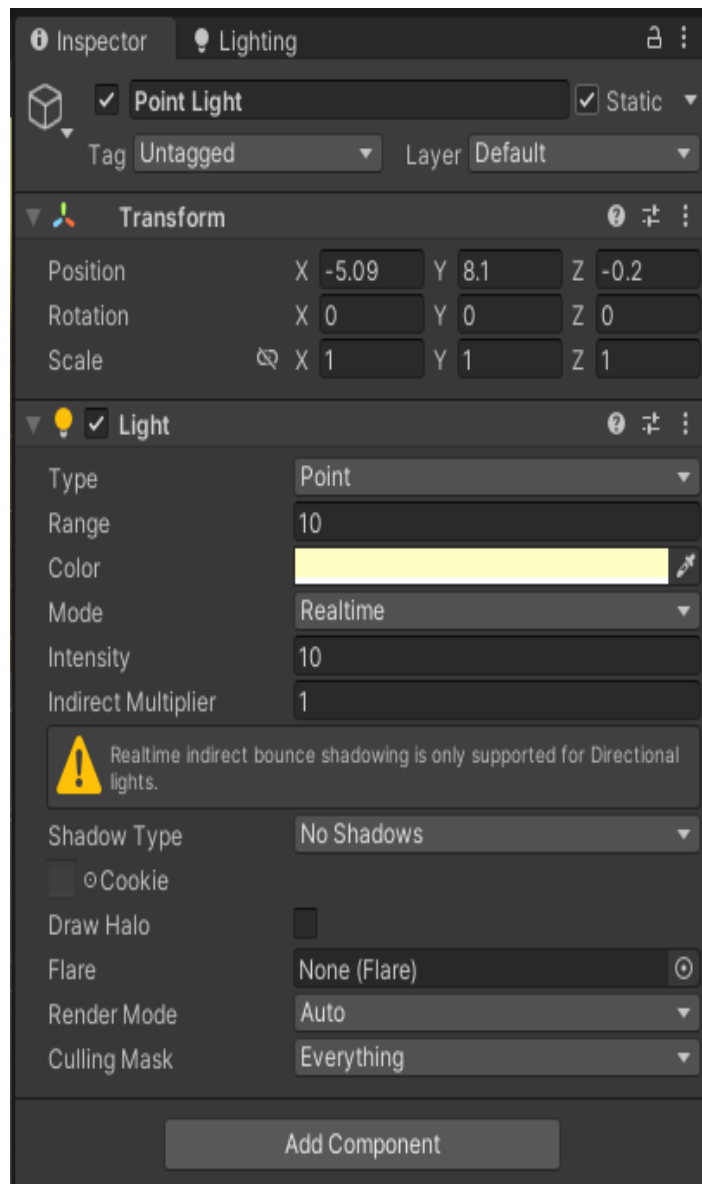 Inspector Lighting
Point Light Static
Tag Untagged Layer Default
Transform
Position X -5.09 Y 8.1 Z -0.2
Rotation X 0 Y 0 Z 0
Scale X 1 Y 1 Z 1
Light
Type Point
Range 10
Color
Mode Realtime
Intensity 10
Indirect Multiplier 1
Realtime indirect bounce shadowing is only supported for Directional
lights.
Shadow Type No Shadows
Cookie
Draw Halo
Flare None (Flare)
Render Mode Auto
Culling Mask Everything
Add Component